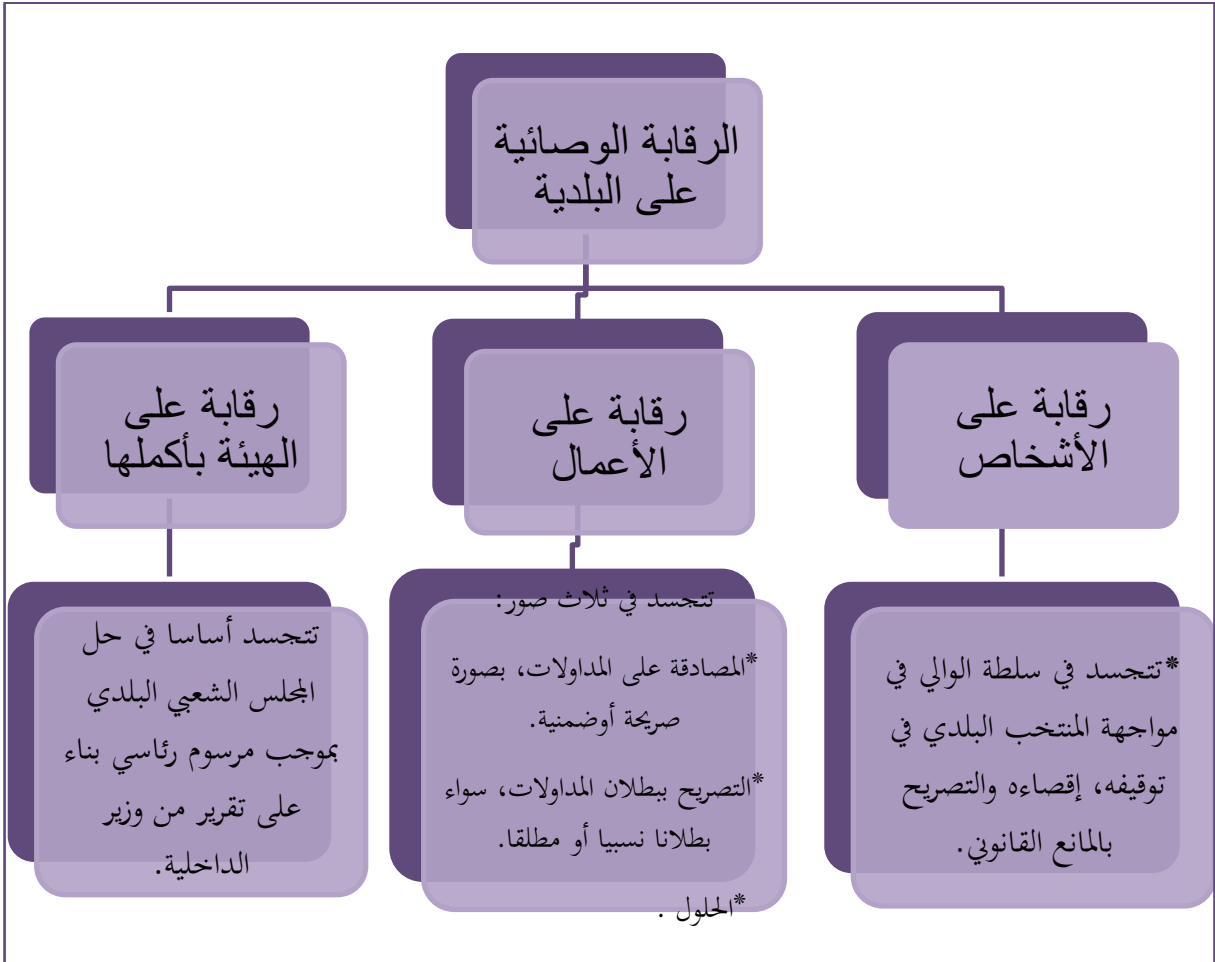 الرقابة الوصائية
على البلدية
رقابة على
الأشخاص
رقابة على
الأعمال
رقابة على
الهيئة بأكملها
*تتجسد في سلطة الوالي في
مواجهة المنتخب البلدي في
توقيفه، إقصاءه والتصريح
بالمانع القانوني.
تتجسد في ثلاث صور:
*المصادقة على المداولات، بصورة
صريحة أوضمنية.
*التصريح ببطلان المداولات، سواء
بطلانا نسبيا أو مطلقا.
*الحلول .
تتجسد أساسا في حل
المجلس الشعبي البلدي
بموجب مرسوم رئاسي بناء
على تقرير من وزير
الداخلية.